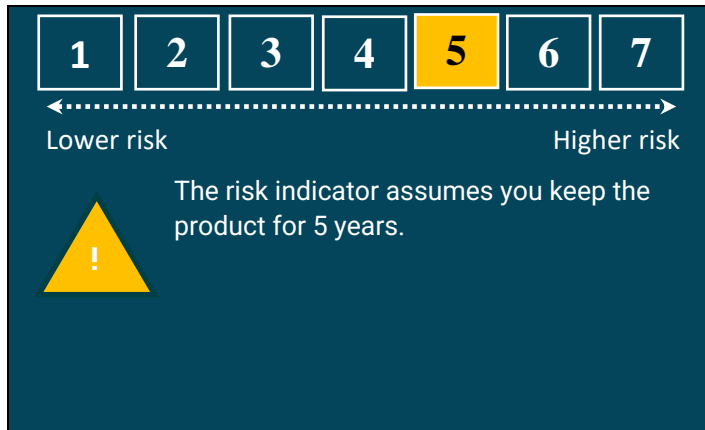 1 2 3 4 5 6 7
Lower risk Higher risk
The risk indicator assumes you keep the
product for 5 years.
!